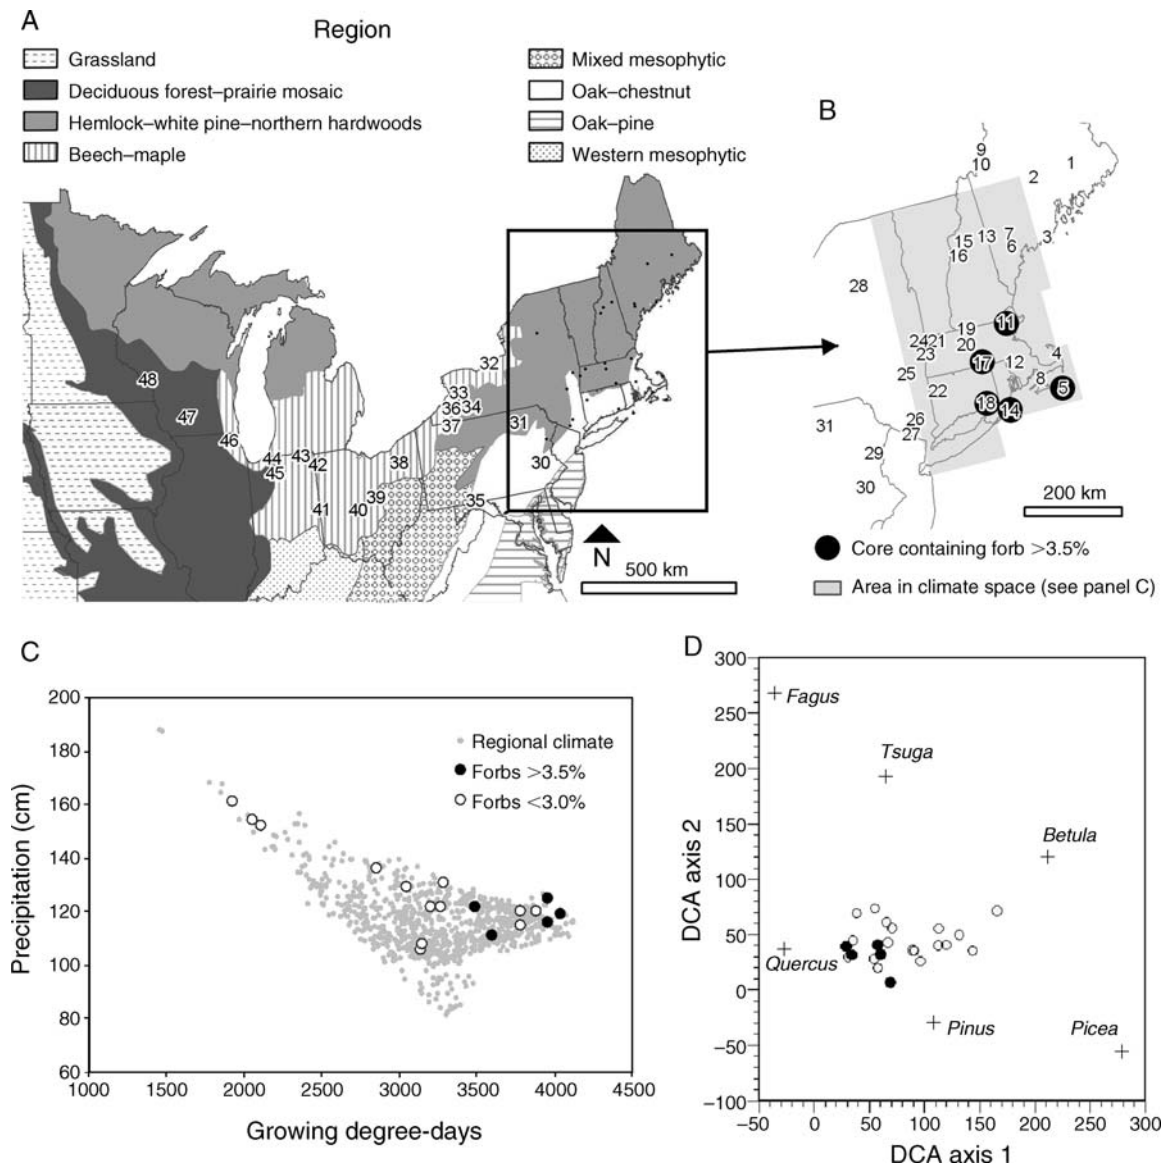 A
Region
Grassland
Deciduous forest–prairie mosaic
Hemlock–white pine–northern hardwoods
Beech–maple
Mixed mesophytic
Oak–chestnut
Oak–pine
Western mesophytic
48
47
46
44
45
43
42
41
40
39
38
37
36
34
33
32
31
30
35
N
500 km
B
9
10
1
2
3
15
13
7
6
16
28
11
19
24
21
20
23
17
12
4
25
8
5
22
18
14
26
27
31
29
30
200 km
Core containing forb >3.5%
Area in climate space (see panel C)
C
Precipitation (cm)
200
180
160
140
120
100
80
60
1000
1500
2000
2500
3000
3500
4000
4500
Growing degree-days
Regional climate
Forbs >3.5%
Forbs <3.0%
D
DCA axis 2
300
250
200
150
100
50
0
−50
−100
−50
0
50
100
150
200
250
300
DCA axis 1
Fagus
Tsuga
Betula
Quercus
Pinus
Picea